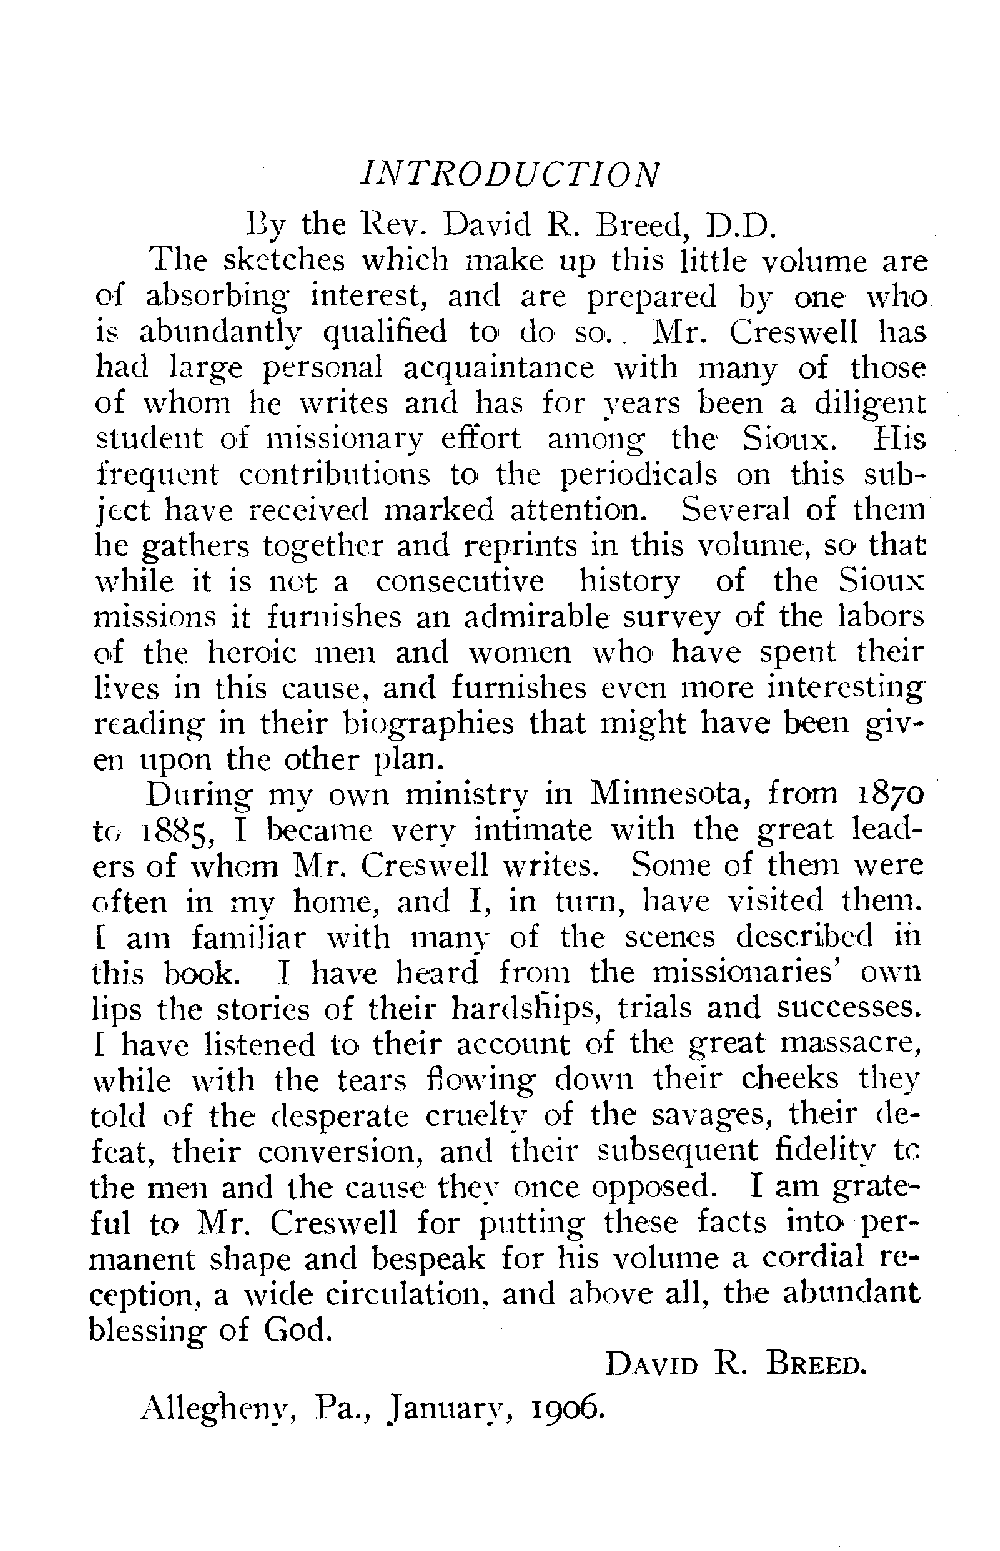 INTRODUCTION
By the Rev. David R. Breed, D.D.
The sketches which make up this little volume are
of absorbing interest, and are prepared by one who
is abundantly qualified to do so. Mr. Creswell has
had large personal acquaintance with many of those
of whom he writes and has for years been a diligent
student of missionary effort among the Sioux. His
frequent contributions to the periodicals on this sub-
ject have received marked attention. Several of them
he gathers together and reprints in this volume, so that
while it is not a consecutive history of the Sioux
missions it furnishes an admirable survey of the labors
of the heroic men and women who have spent their
lives in this cause, and furnishes even more interesting
reading in their biographies that might have been giv-
en upon the other plan.
During my own ministry in Minnesota, from 1870
to 1885, I became very intimate with the great lead-
ers of whom Mr. Creswell writes. Some of them were
often in my home, and I, in turn, have visited them.
I am familiar with many of the scenes described in
this book. I have heard from the missionaries' own
lips the stories of their hardships, trials and successes.
I have listened to their account of the great massacre,
while with the tears flowing down their cheeks they
told of the desperate cruelty of the savages, their de-
feat, their conversion, and their subsequent fidelity to
the men and the cause they once opposed. I am grate-
ful to Mr. Creswell for putting these facts into per-
manent shape and bespeak for his volume a cordial re-
ception, a wide circulation, and above all, the abundant
blessing of God.
DAVID R. BREED.
Allegheny, Pa., January, 1906.